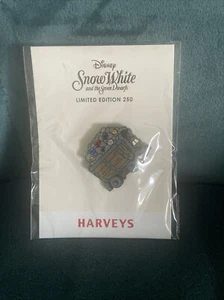 Disney
Snow White
and the Seven Dwarfs
LIMITED EDITION 250
HARVEYS